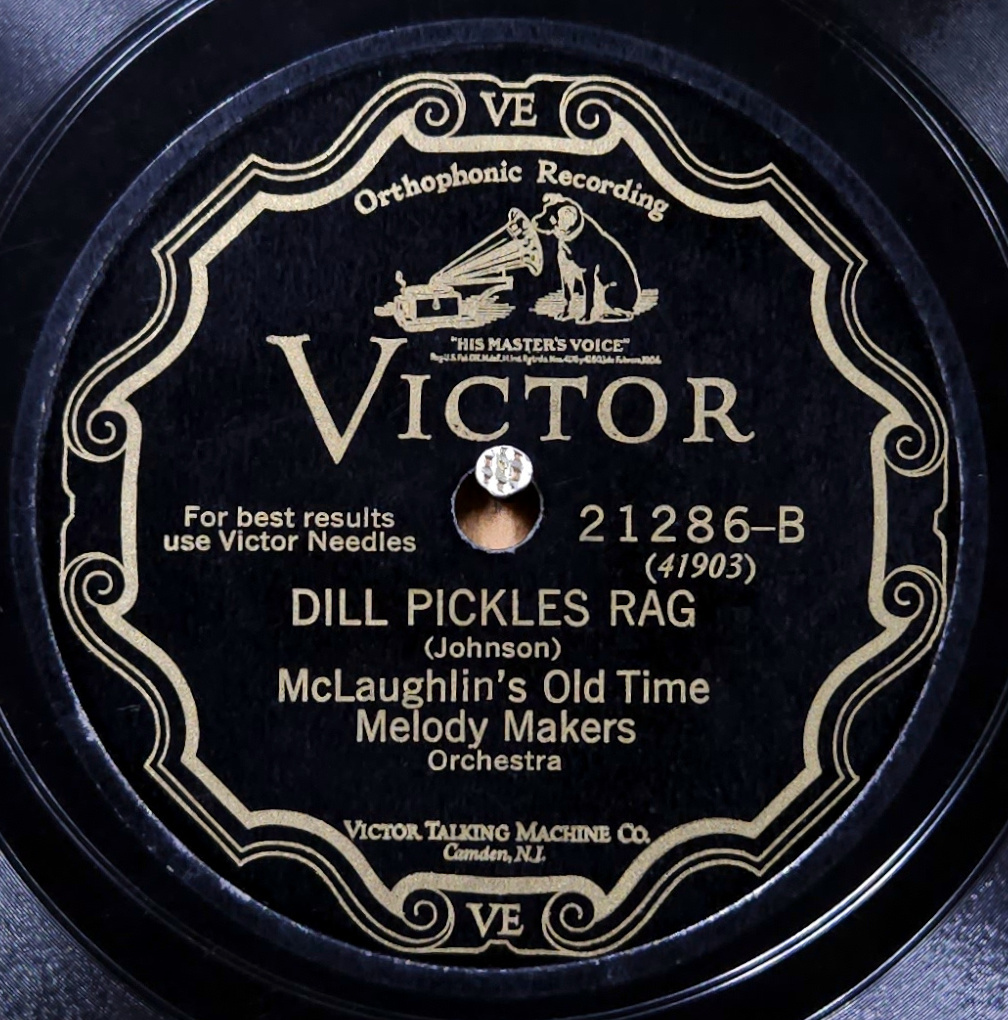 VE
Orthophonic Recording
"HIS MASTER'S VOICE"
VICTOR
For best results
use Victor Needles
21286-B
(41903)
DILL PICKLES RAG
(Johnson)
McLaughlin's Old Time
Melody Makers
Orchestra
VICTOR TALKING MACHINE CO.
Camden, N.J.
VE